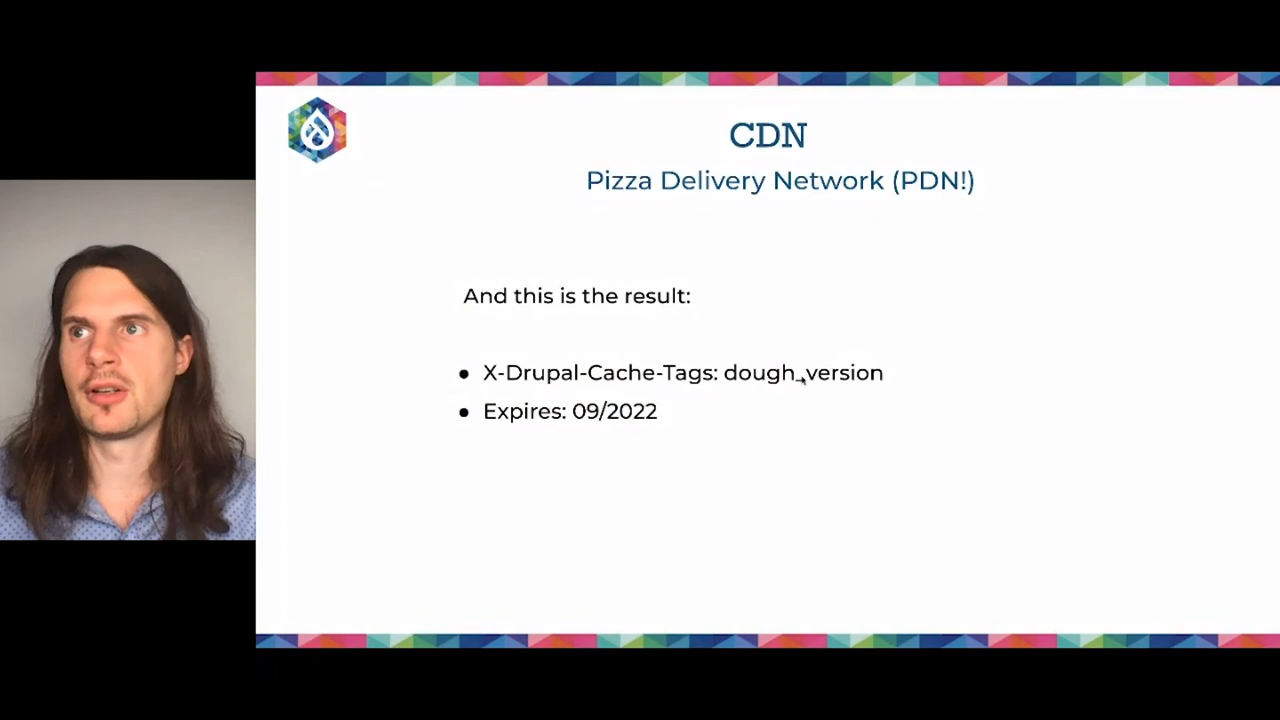 CDN
Pizza Delivery Network (PDN!)
And this is the result:
● X-Drupal-Cache-Tags: dough_version
● Expires: 09/2022